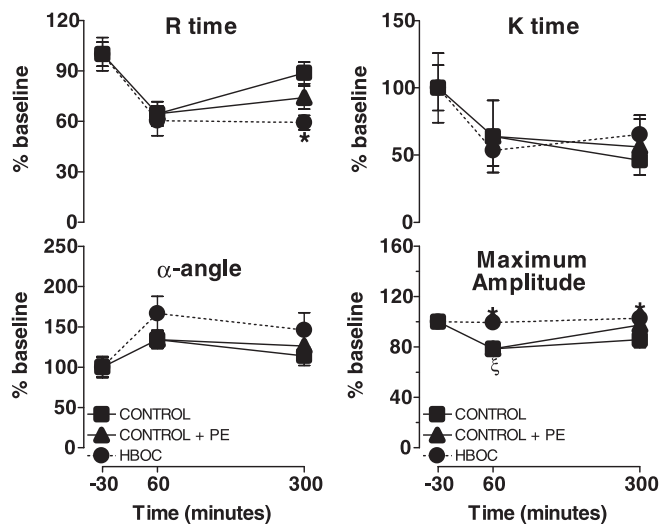 R time
% baseline
120
90
60
30
0
*
K time
% baseline
150
100
50
0
α-angle
% baseline
250
200
150
100
50
0
CONTROL
CONTROL + PE
HBOC
-30
60
300
Time (minutes)
Maximum
Amplitude
% baseline
160
120
80
40
0
*
*
ξ
CONTROL
CONTROL + PE
HBOC
-30
60
300
Time (minutes)